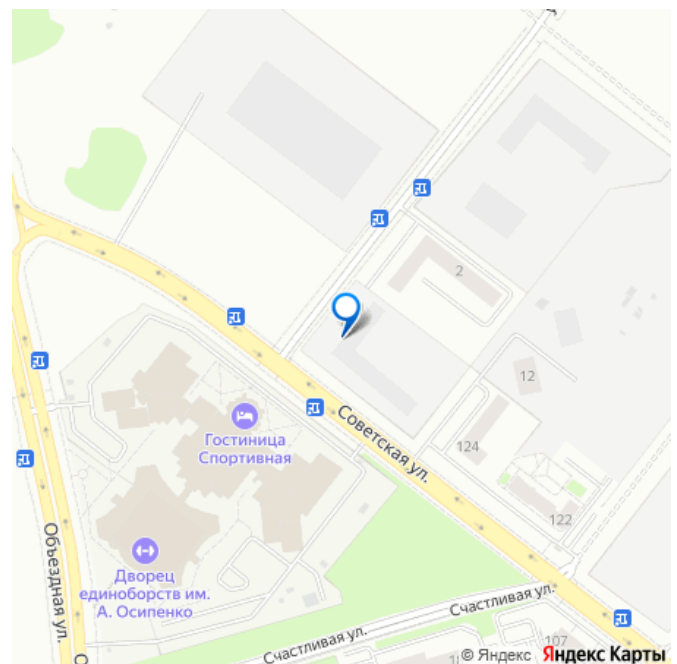 2
12
Советская ул.
124
Гостиница
Спортивная
122
Объездная ул.
Дворец
единоборств им.
А. Осипенко
Счастливая ул.
Счастливая ул.
107
© Яндекс Яндекс Карты